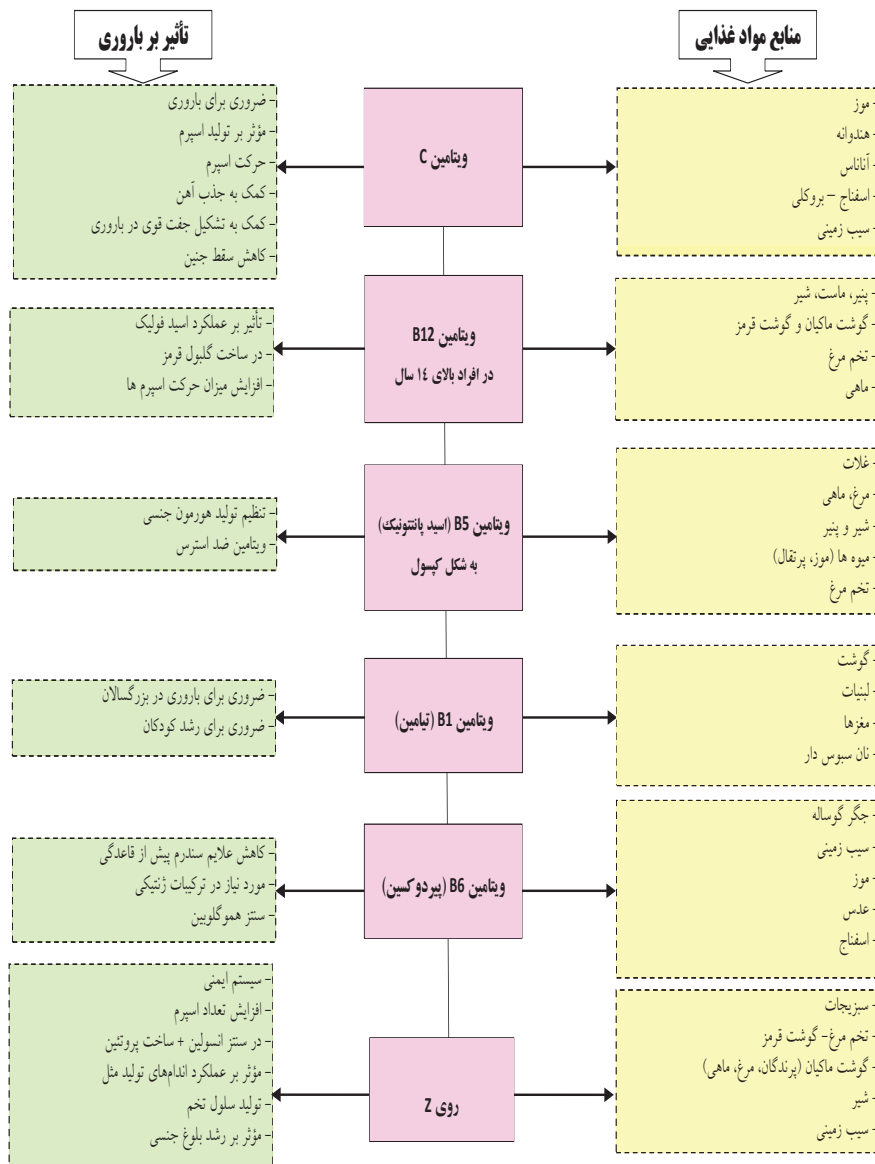 منابع مواد غذایی
تأثیر بر باروری
- موز
- هندوانه
- آناناس
- اسفناج – بروکلی
- سیب زمینی
ویتامین C
- ضروری برای باروری
- مؤثر بر تولید اسپرم
- حرکت اسپرم
- کمک به جذب آهن
- کمک به تشکیل جفت قوی در باروری
- کاهش سقط جنین
- پنیر، ماست، شیر
- گوشت ماکیان و گوشت قرمز
- تخم مرغ
- ماهی
ویتامین B12
در افراد بالای ١٤ سال
- تأثیر بر عملکرد اسید فولیک
- در ساخت گلبول قرمز
- افزایش میزان حرکت اسپرم ها
- غلات
- مرغ، ماهی
- شیر و پنیر
- میوه ها (موز، پرتقال)
- تخم مرغ
ویتامین B5 (اسید پانتتونیک)
به شکل کپسول
- تنظیم تولید هورمون جنسی
- ویتامین ضد استرس
- گوشت
- لبنیات
- مغزها
- نان سبوس دار
ویتامین B1 (تیامین)
- ضروری برای باروری در بزرگسالان
- ضروری برای رشد کودکان
- جگر گوساله
- سیب زمینی
- موز
- عدس
- اسفناج
ویتامین B6 (پیردوکسین)
- کاهش علایم سندرم پیش از قاعدگی
- مورد نیاز در ترکیبات ژنتیکی
- سنتز هموگلوبین
- سبزیجات
- تخم مرغ- گوشت قرمز
- گوشت ماکیان (پرندگان، مرغ، ماهی)
- شیر
- سیب زمینی
روی Z
- سیستم ایمنی
- افزایش تعداد اسپرم
- در سنتز انسولین + ساخت پروتئین
- مؤثر بر عملکرد اندام‌های تولید مثل
- تولید سلول تخم
- مؤثر بر رشد بلوغ جنسی